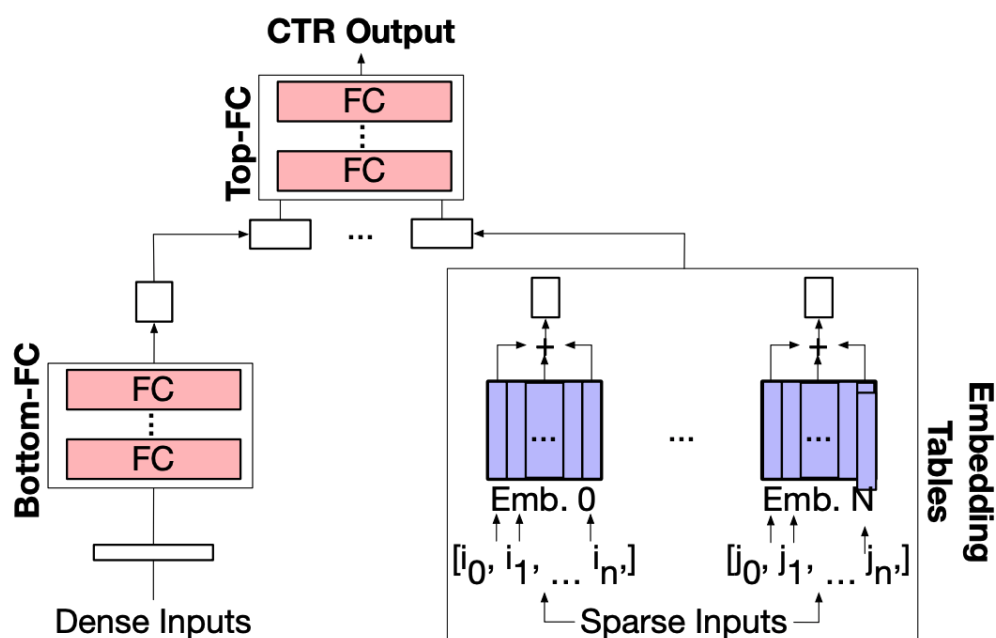 CTR Output
Top-FC
FC
⋮
FC
...
Bottom-FC
FC
⋮
FC
Dense Inputs
+
+
...
...
...
Emb. 0
Emb. N
[i₀, i₁, ... iₙ,]
[j₀, j₁, ... jₙ,]
Sparse Inputs
Embedding
Tables